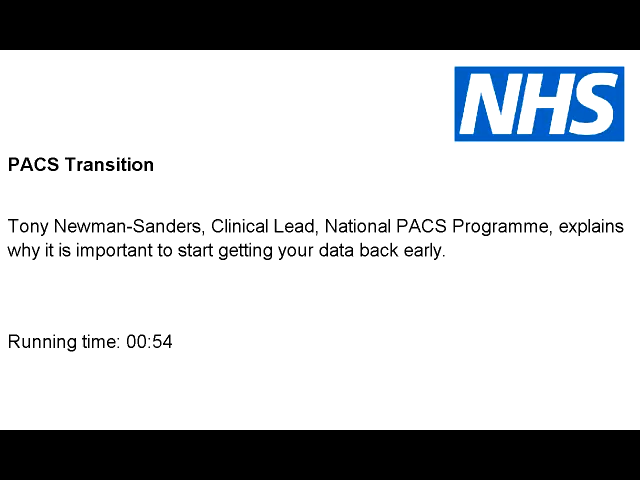 NHS
PACS Transition
Tony Newman-Sanders, Clinical Lead, National PACS Programme, explains
why it is important to start getting your data back early.
Running time: 00:54